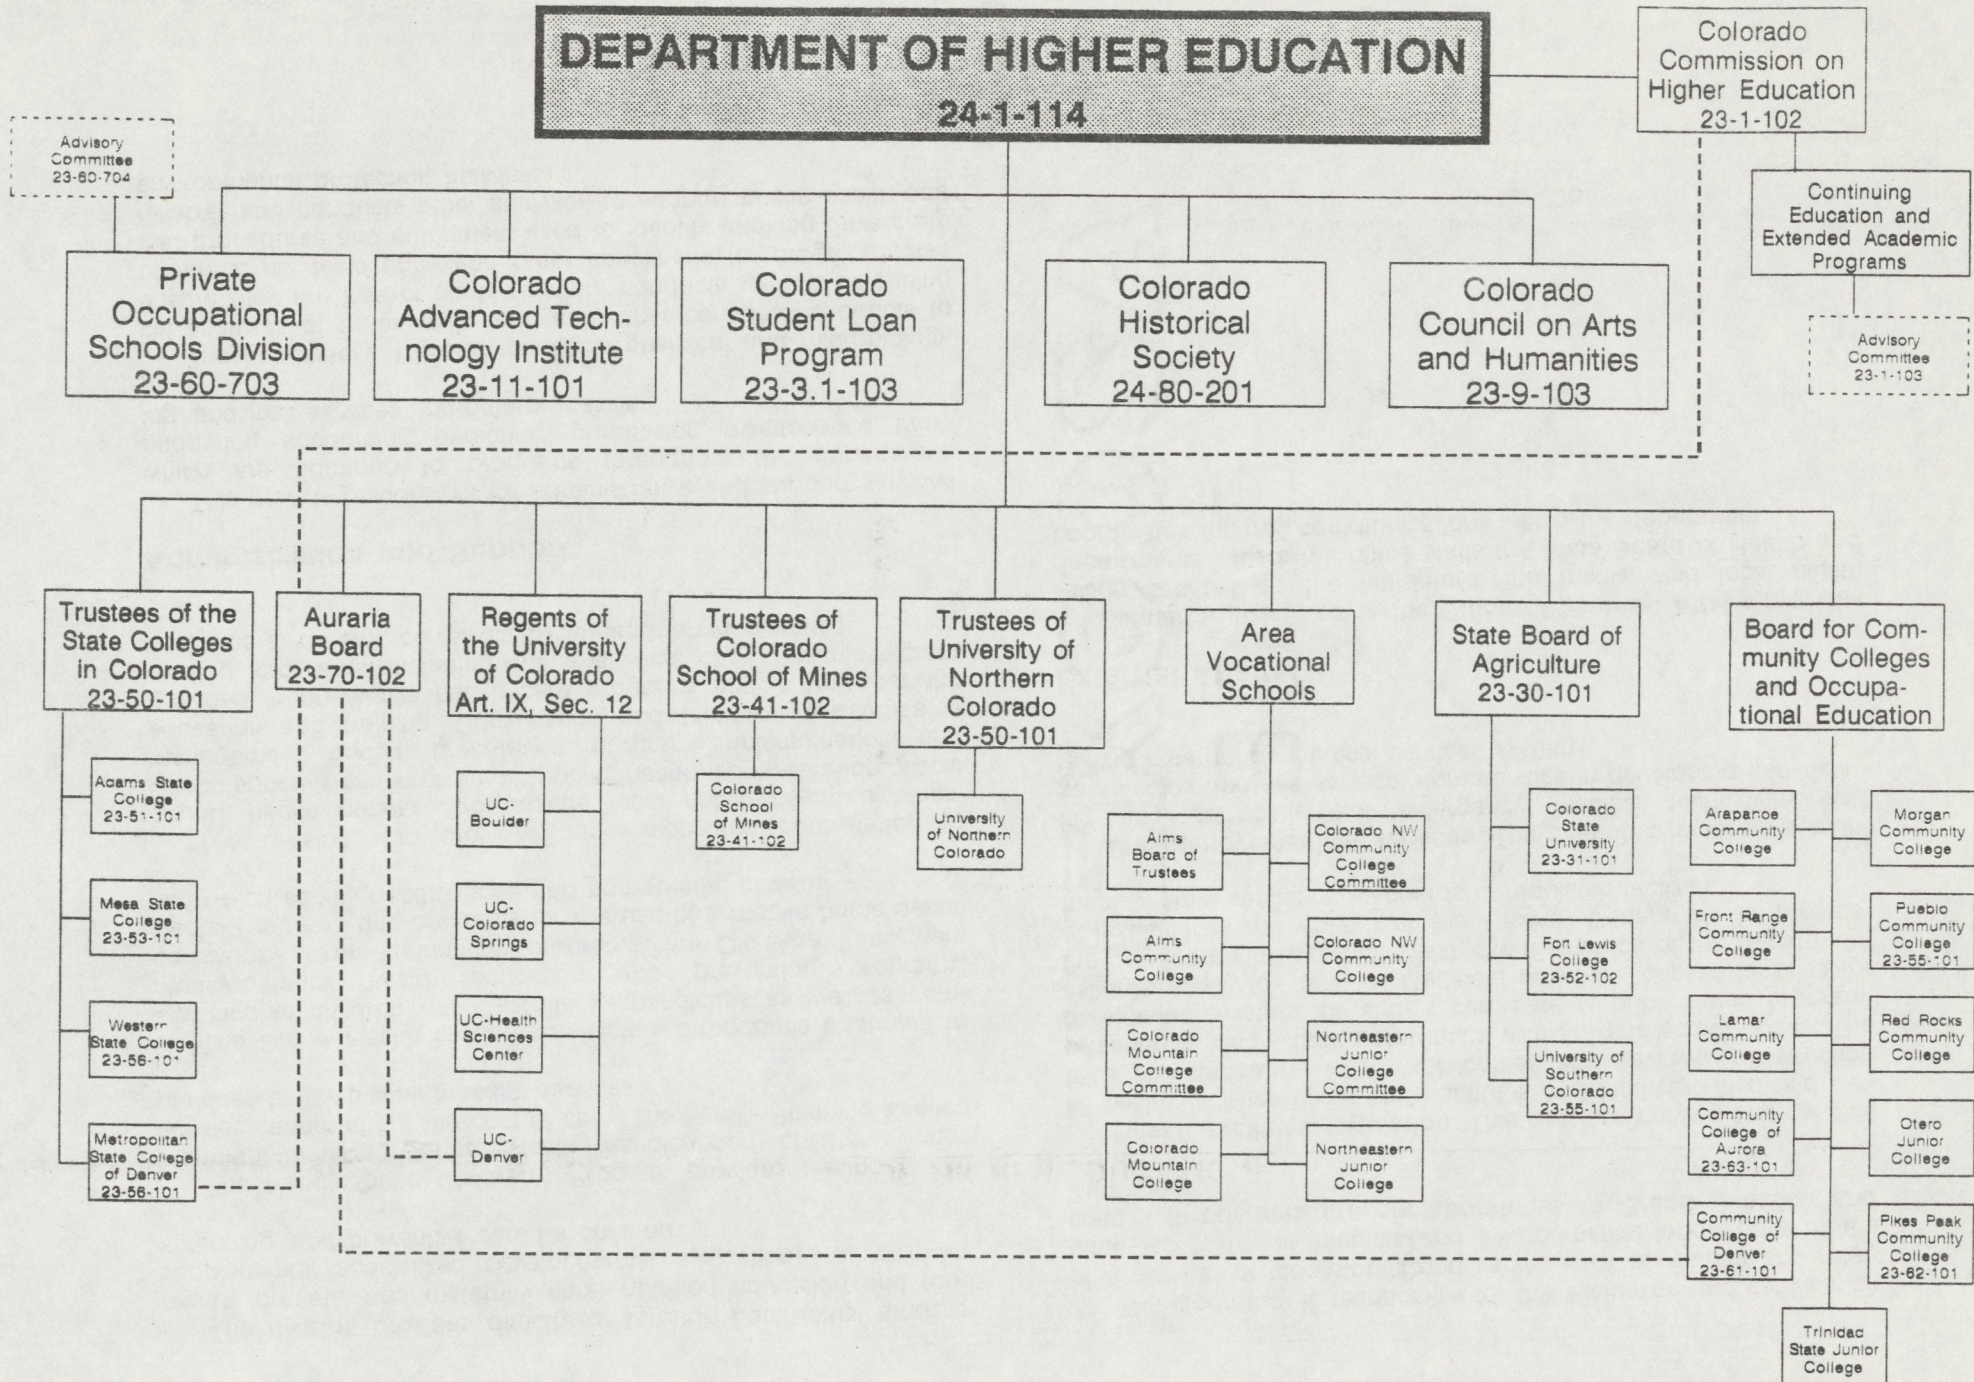 DEPARTMENT OF HIGHER EDUCATION
24-1-114
Colorado
Commission on
Higher Education
23-1-102
Advisory
Committee
23-60-704
Continuing
Education and
Extended Academic
Programs
Advisory
Committee
23-1-103
Private
Occupational
Schools Division
23-60-703
Colorado
Advanced Tech-
nology Institute
23-11-101
Colorado
Student Loan
Program
23-3.1-103
Colorado
Historical
Society
24-80-201
Colorado
Council on Arts
and Humanities
23-9-103
Trustees of the
State Colleges
in Colorado
23-50-101
Auraria
Board
23-70-102
Regents of
the University
of Colorado
Art. IX, Sec. 12
Trustees of
Colorado
School of Mines
23-41-102
Trustees of
University of
Northern
Colorado
23-50-101
Area
Vocational
Schools
State Board of
Agriculture
23-30-101
Board for Com-
munity Colleges
and Occupa-
tional Education
Adams State
College
23-51-101
Mesa State
College
23-53-101
Western
State College
23-56-101
Metropolitan
State College
of Denver
23-56-101
UC-
Boulder
UC-
Colorado
Springs
UC-Health
Sciences
Center
UC-
Denver
Colorado
School
of Mines
23-41-102
University
of Northern
Colorado
Aims
Board of
Trustees
Colorado NW
Community
College
Committee
Aims
Community
College
Colorado NW
Community
College
Colorado
Mountain
College
Committee
Northeastern
Junior
College
Committee
Colorado
Mountain
College
Northeastern
Junior
College
Colorado
State
University
23-31-101
Fort Lewis
College
23-52-102
University of
Southern
Colorado
23-55-101
Arapahoe
Community
College
Morgan
Community
College
Front Range
Community
College
Pueblo
Community
College
23-55-101
Lamar
Community
College
Red Rocks
Community
College
Community
College of
Aurora
23-63-101
Otero
Junior
College
Community
College of
Denver
23-61-101
Pikes Peak
Community
College
23-62-101
Trinidad
State Junior
College